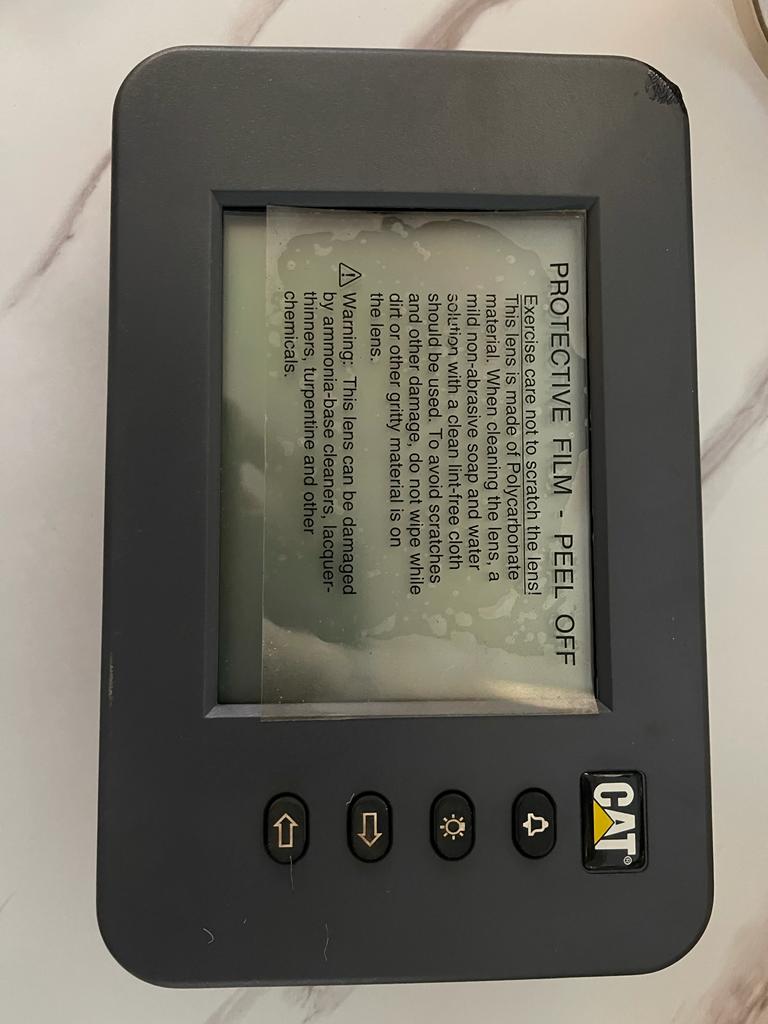 PROTECTIVE FILM - PEEL OFF
Exercise care not to scratch the lens!
This lens is made of Polycarbonate
material. When cleaning the lens, a
mild non-abrasive soap and water
solution with a clean lint-free cloth
should be used. To avoid scratches
and other damage, do not wipe while
dirt or other gritty material is on
the lens.
⚠ Warning: This lens can be damaged
by ammonia-base cleaners, lacquer-
thinners, turpentine and other
chemicals.
CAT®